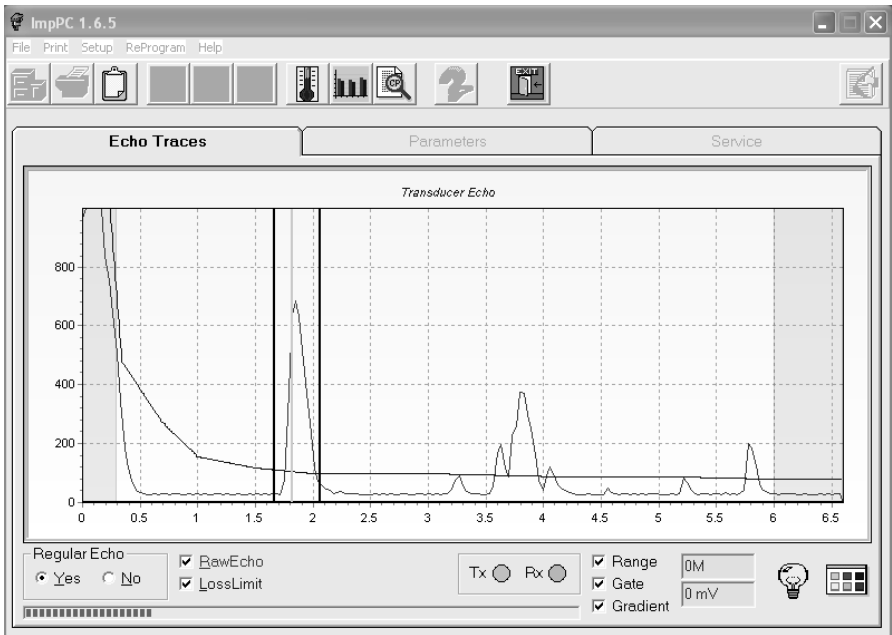 ImpPC 1.6.5
File Print Setup ReProgram Help
CP
EXIT
Echo Traces Parameters Service
Transducer Echo
800
600
400
200
0
0 0.5 1 1.5 2 2.5 3 3.5 4 4.5 5 5.5 6 6.5
Regular Echo
Yes No
RawEcho
LossLimit
Tx Rx
Range 0M
Gate
0 mV
Gradient